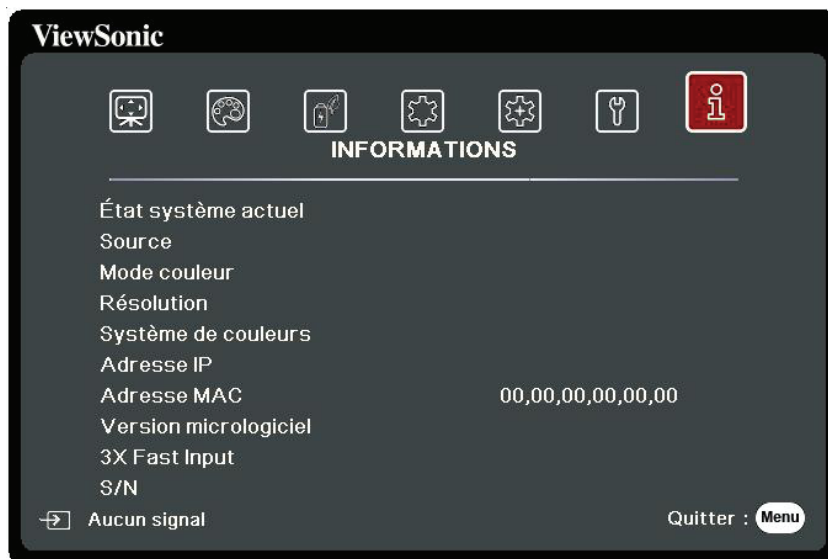 ViewSonic
INFORMATIONS
État système actuel
Source
Mode couleur
Résolution
Système de couleurs
Adresse IP
Adresse MAC 00,00,00,00,00,00
Version micrologiciel
3X Fast Input
S/N
Aucun signal Quitter : Menu